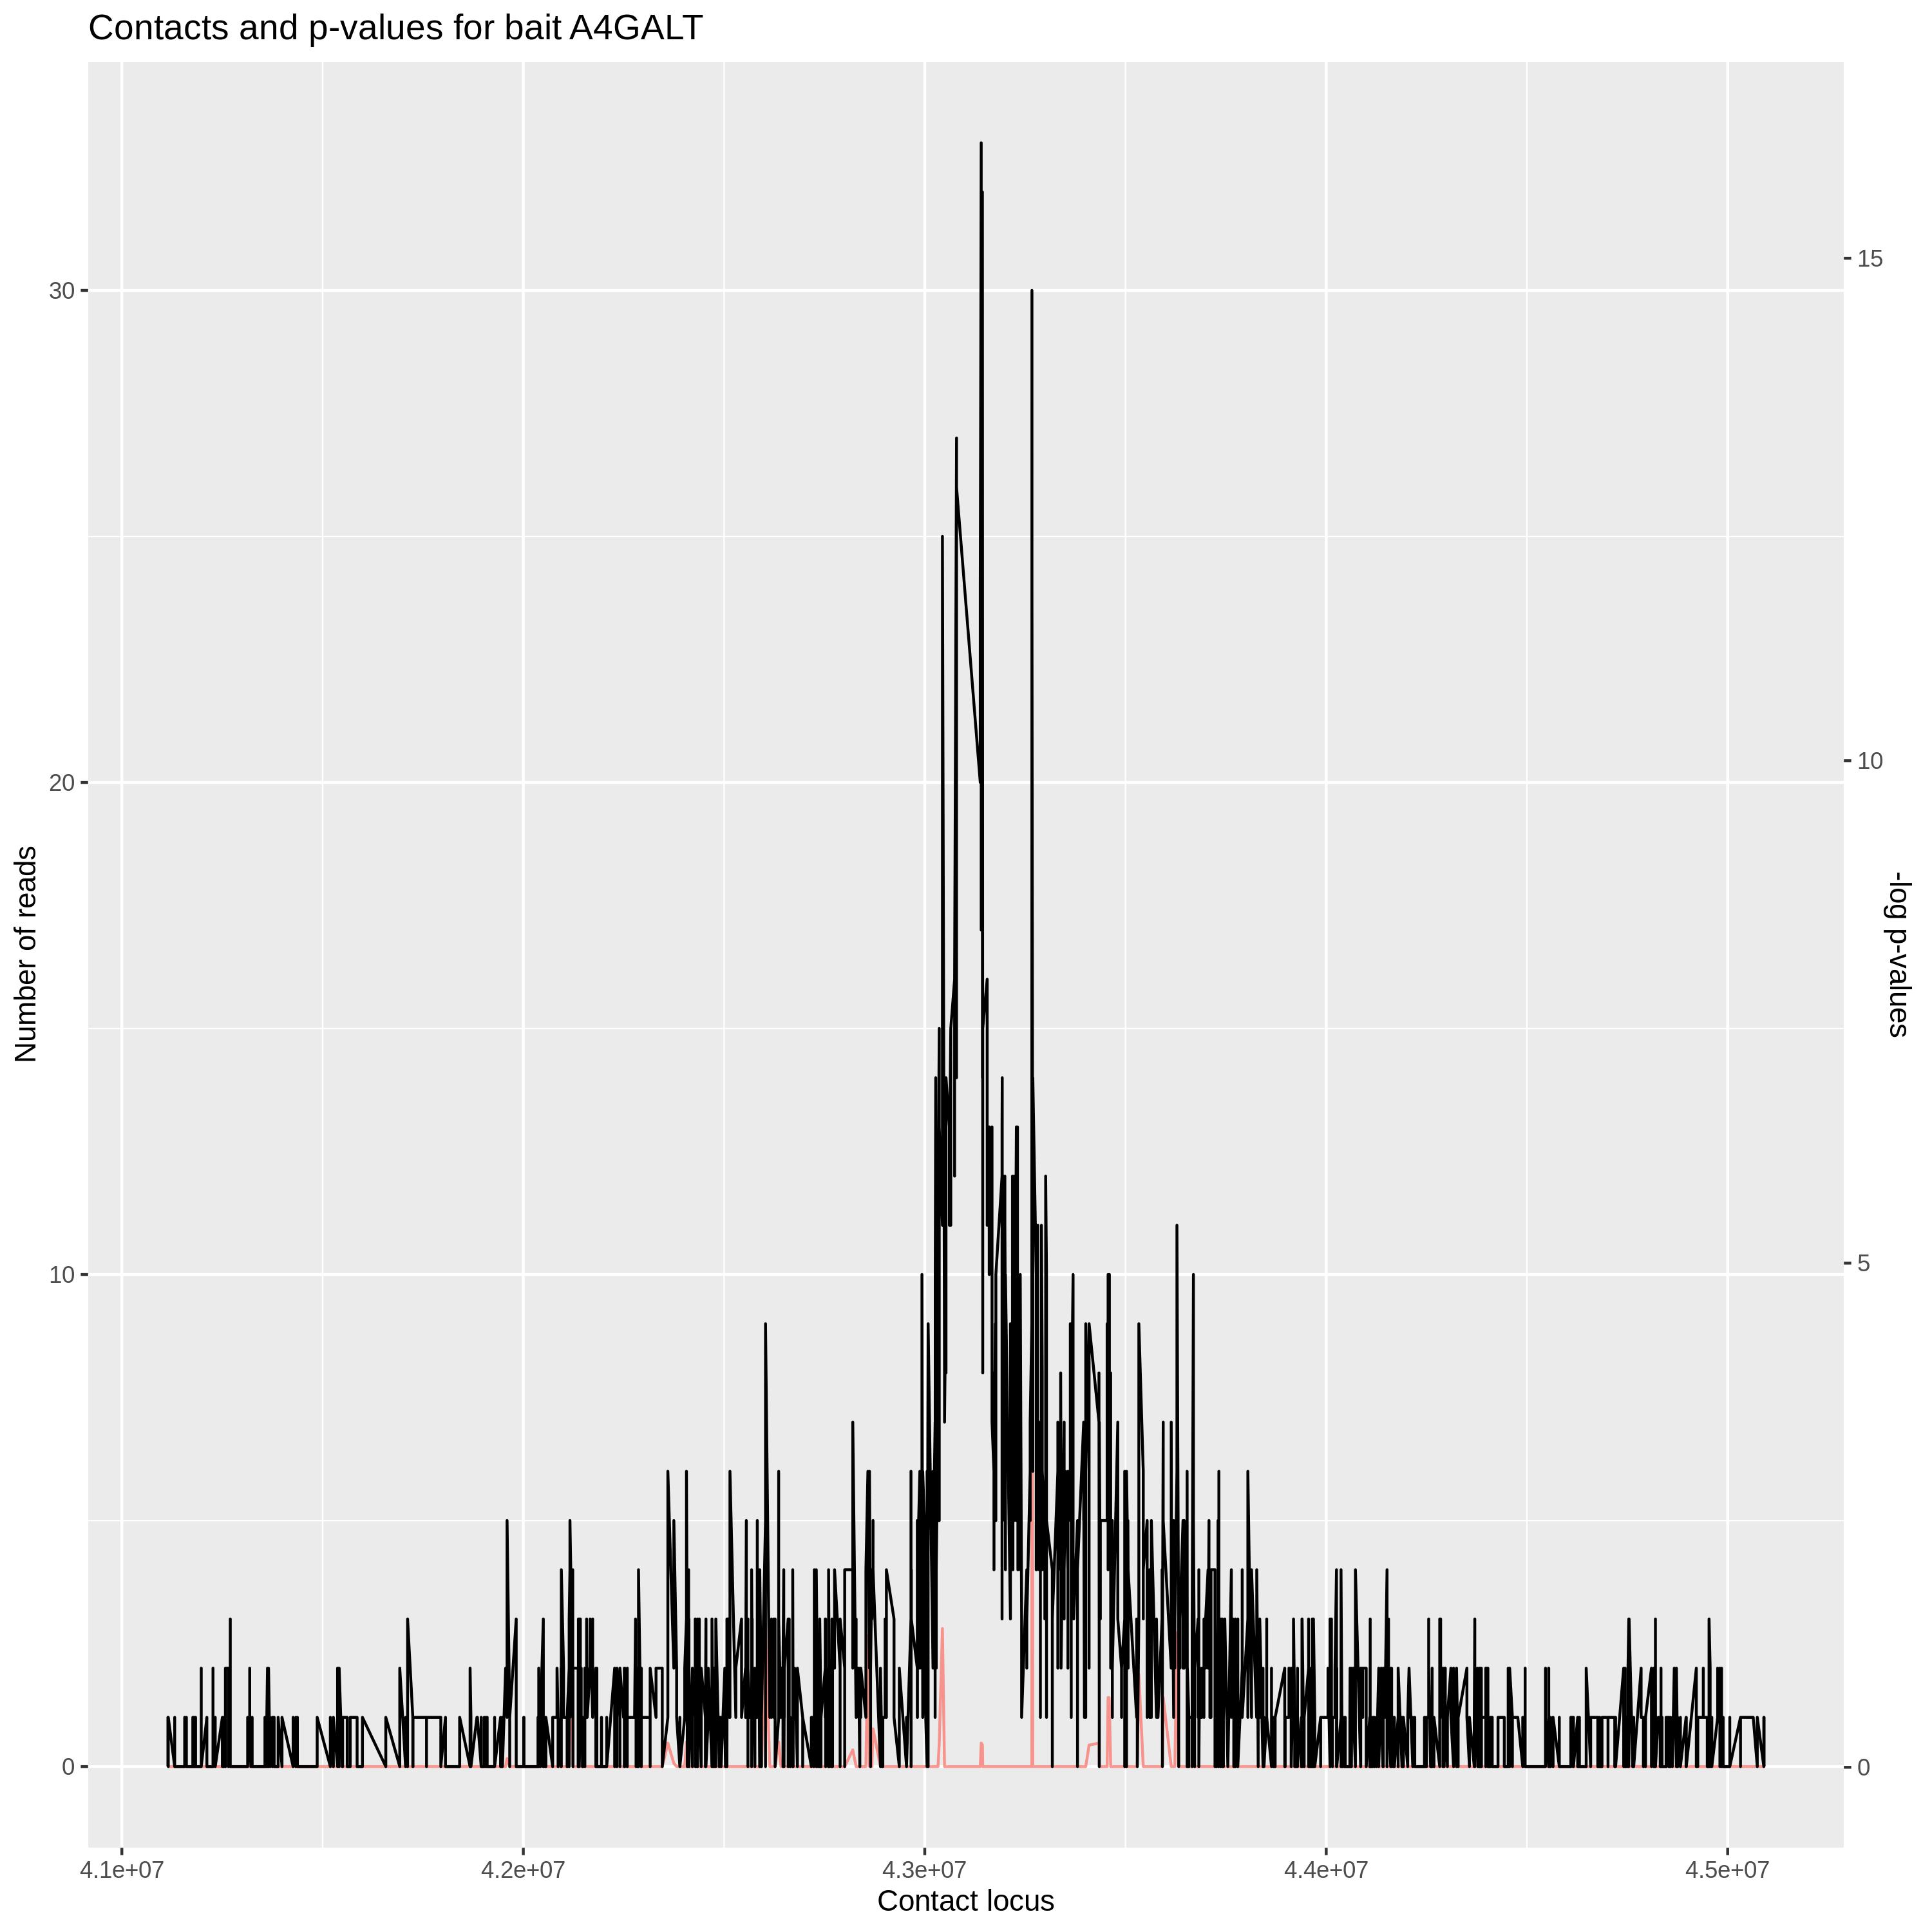 Contacts and p-values for bait A4GALT
Number of reads
30
20
10
0
15
10
5
0
-log p-values
4.1e+07 4.2e+07 4.3e+07 4.4e+07 4.5e+07
Contact locus